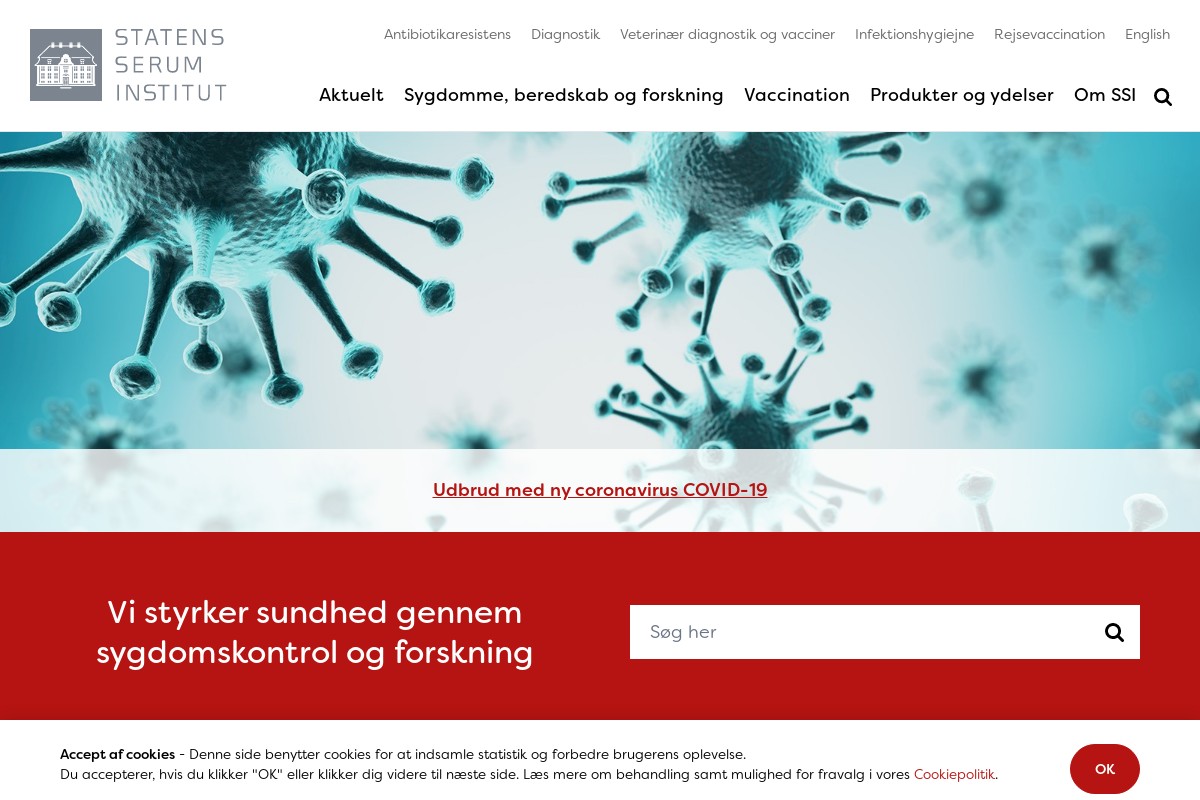 STATENS
SERUM
INSTITUT
Antibiotikaresistens Diagnostik Veterinær diagnostik og vacciner Infektionshygiejne Rejsevaccination English
Aktuelt Sygdomme, beredskab og forskning Vaccination Produkter og ydelser Om SSI
Udbrud med ny coronavirus COVID-19
Vi styrker sundhed gennem
sygdomskontrol og forskning
Søg her
Accept af cookies - Denne side benytter cookies for at indsamle statistik og forbedre brugerens oplevelse.
Du accepterer, hvis du klikker "OK" eller klikker dig videre til næste side. Læs mere om behandling samt mulighed for fravalg i vores Cookiepolitik.
OK